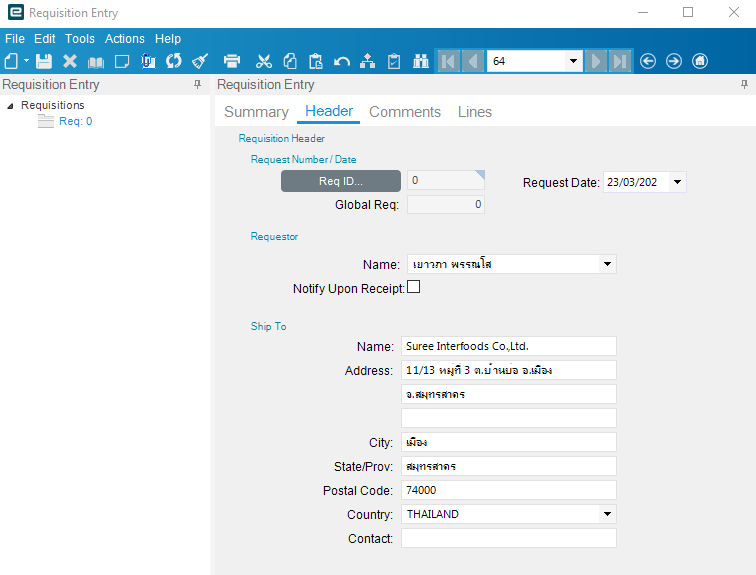 Requisition Entry
File Edit Tools Actions Help
64
Requisition Entry
Requisitions
Req: 0
Requisition Entry
Summary Header Comments Lines
Requisition Header
Request Number / Date
Req ID... 0 Request Date: 23/03/202
Global Req: 0
Requestor
Name: เยาวภา พรรณโส
Notify Upon Receipt:
Ship To
Name: Suree Interfoods Co.,Ltd.
Address: 11/13 หมู่ที่ 3 ต.บ้านบ่อ อ.เมือง
จ.สมุทรสาคร
City: เมือง
State/Prov: สมุทรสาคร
Postal Code: 74000
Country: THAILAND
Contact: